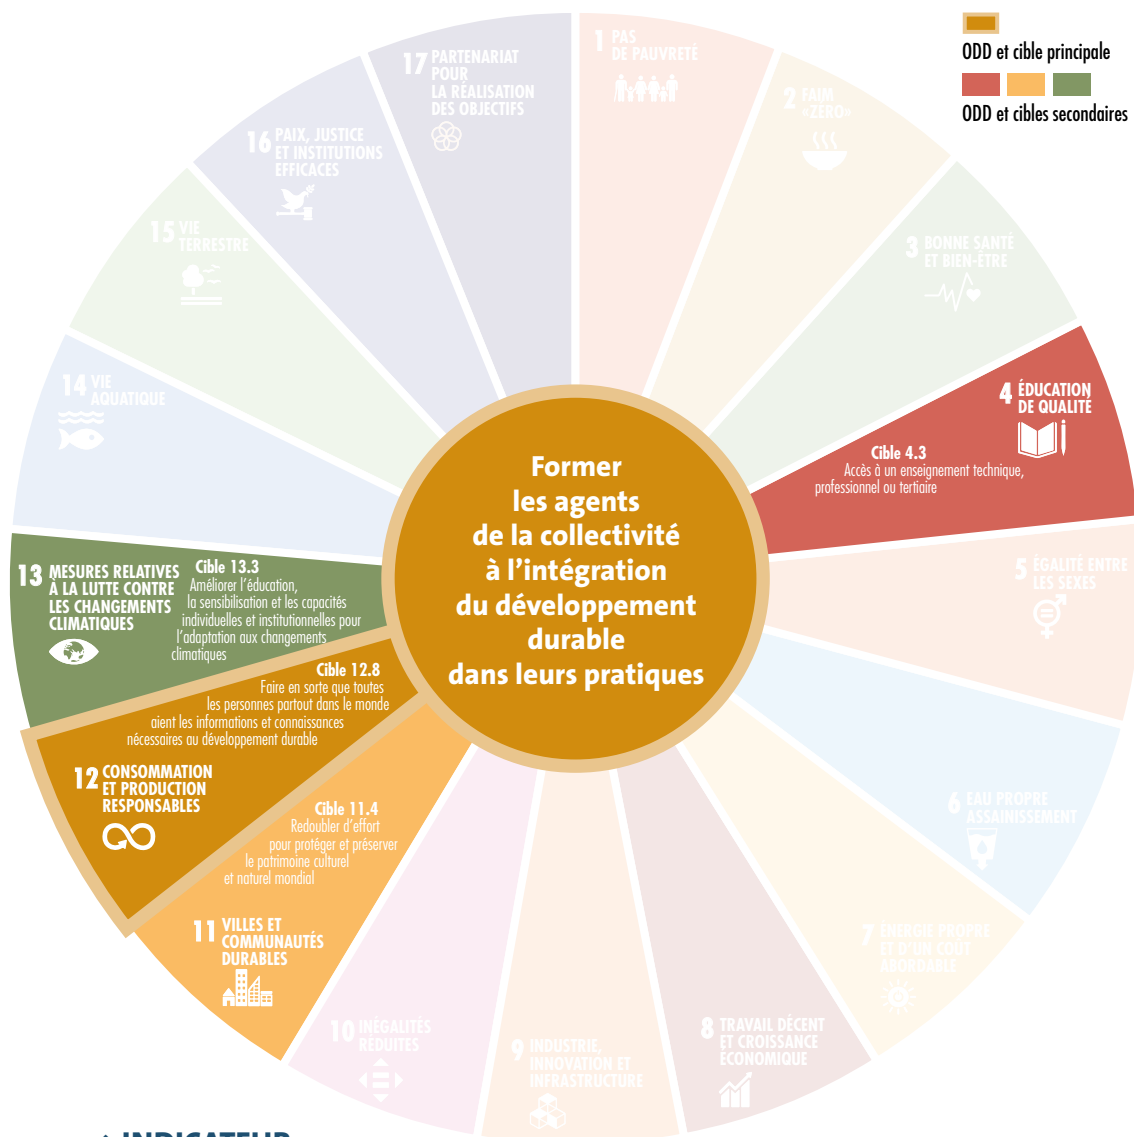 ODD et cible principale
ODD et cibles secondaires
1 PAS
DE PAUVRETÉ
2 FAIM
«ZÉRO»
3 BONNE SANTÉ
ET BIEN-ÊTRE
4 ÉDUCATION
DE QUALITÉ
Cible 4.3
Accès à un enseignement technique,
professionnel ou tertiaire
5 ÉGALITÉ ENTRE
LES SEXES
6 EAU PROPRE
ASSAINISSEMENT
7 ÉNERGIE PROPRE
ET D'UN COÛT
ABORDABLE
8 TRAVAIL DÉCENT
ET CROISSANCE
ÉCONOMIQUE
9 INDUSTRIE,
INNOVATION ET
INFRASTRUCTURE
10 INÉGALITÉS
RÉDUITES
11 VILLES ET
COMMUNAUTÉS
DURABLES
Cible 11.4
Redoubler d'effort
pour protéger et préserver
le patrimoine culturel
et naturel mondial
12 CONSOMMATION
ET PRODUCTION
RESPONSABLES
Cible 12.8
Faire en sorte que toutes
les personnes partout dans le monde
aient les informations et connaissances
nécessaires au développement durable
13 MESURES RELATIVES
À LA LUTTE CONTRE
LES CHANGEMENTS
CLIMATIQUES
Cible 13.3
Améliorer l'éducation,
la sensibilisation et les capacités
individuelles et institutionnelles pour
l'adaptation aux changements
climatiques
14 VIE
AQUATIQUE
15 VIE
TERRESTRE
16 PAIX, JUSTICE
ET INSTITUTIONS
EFFICACES
17 PARTENARIAT
POUR
LA RÉALISATION
DES OBJECTIFS
Former
les agents
de la collectivité
à l'intégration
du développement
durable
dans leurs pratiques
INDICATEUR